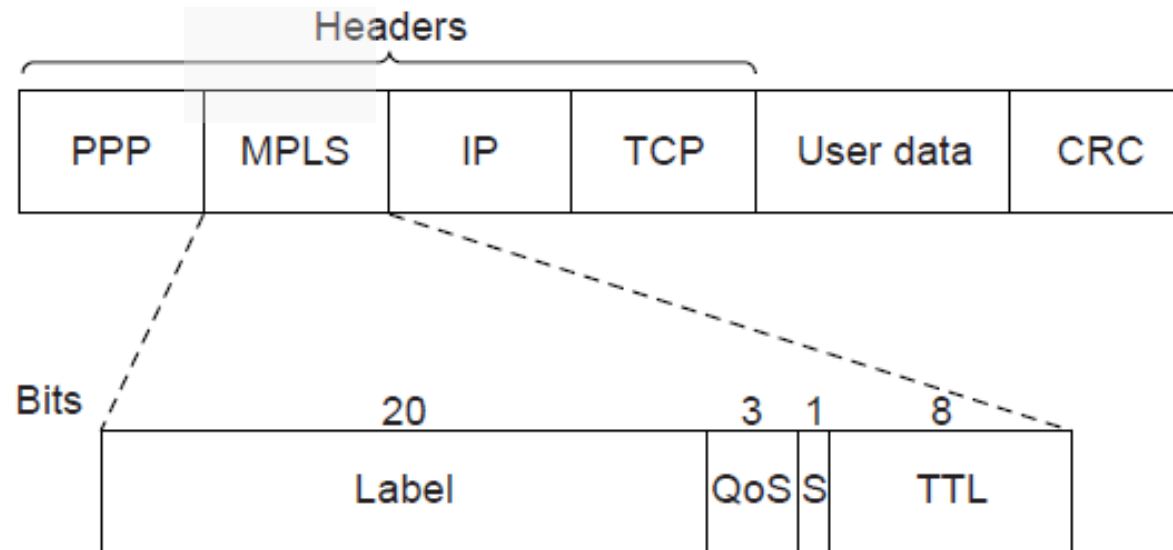 Headers
PPP MPLS IP TCP User data CRC
Bits 20 3 1 8
Label QoS S TTL